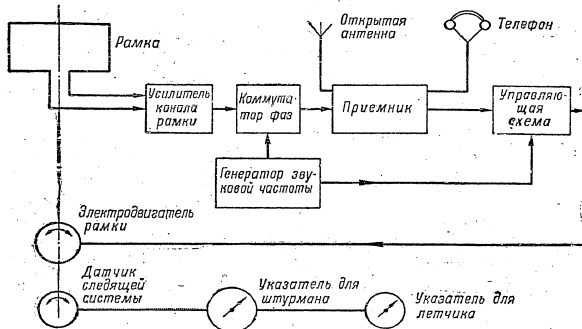 Рамка
Открытая
антенна
Телефон
Усилитель
канала
рамки
Коммута-
тор фаз
Приемник
Управляю-
щая
схема
Генератор зву-
ковой частоты
Электродвигатель
рамки
Датчик
следящей
системы
Указатель для
штурмана
Указатель для
летчика